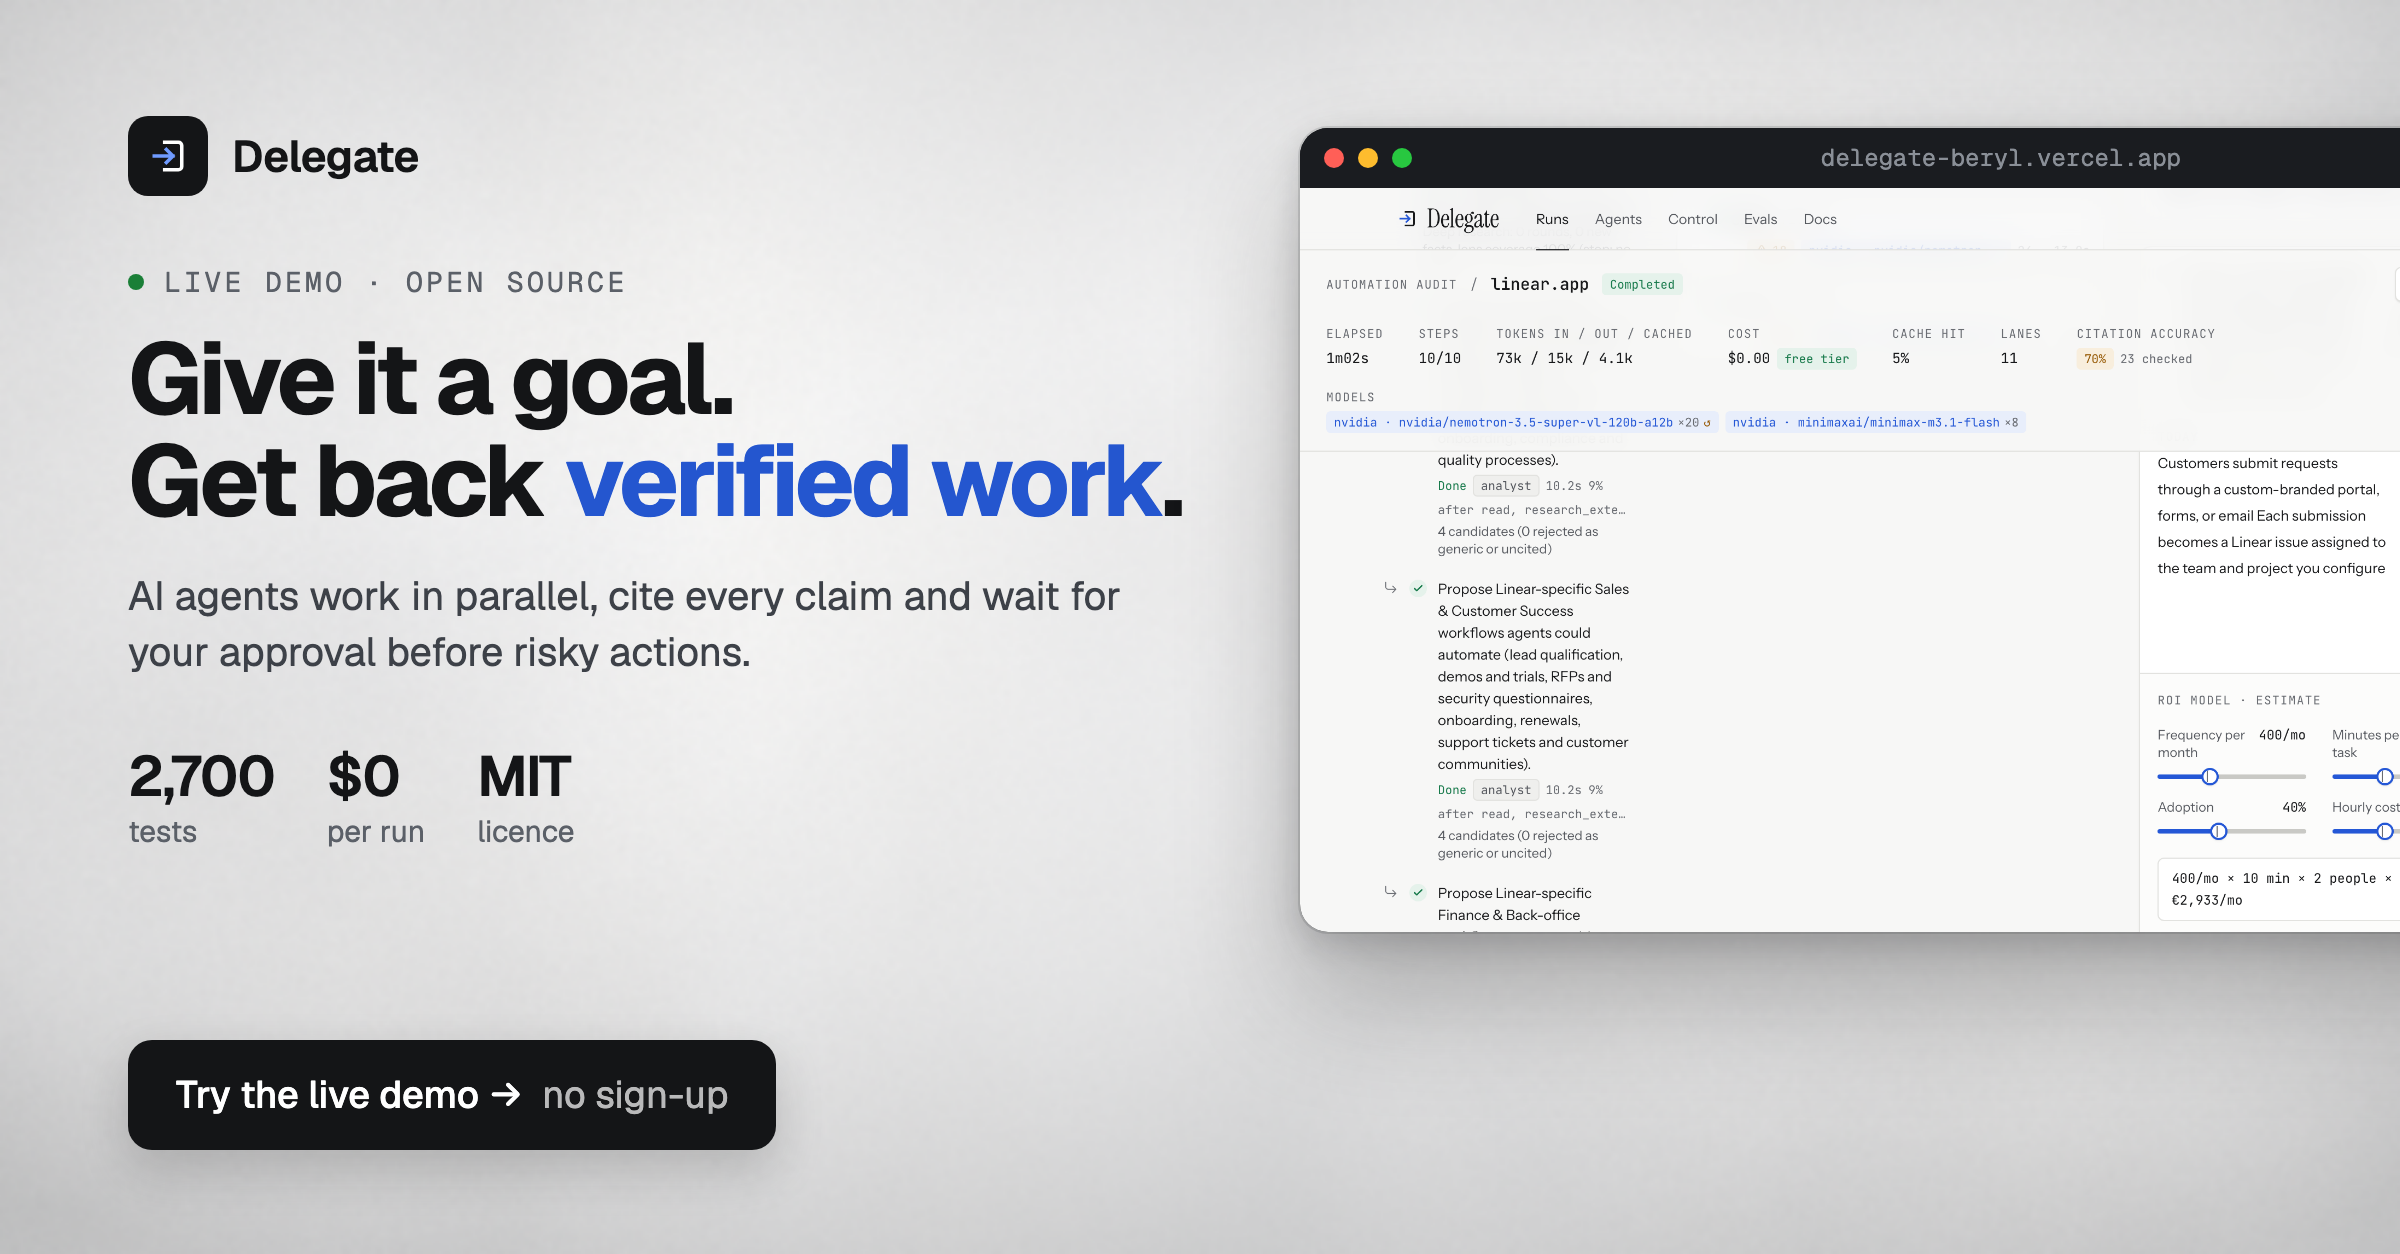 Delegate
LIVE DEMO · OPEN SOURCE
Give it a goal.
Get back verified work.
AI agents work in parallel, cite every claim and wait for
your approval before risky actions.
2,700
tests
$0
per run
MIT
licence
Try the live demo → no sign-up
delegate-beryl.vercel.app
Delegate Runs Agents Control Evals Docs
AUTOMATION AUDIT / linear.app Completed
ELAPSED STEPS TOKENS IN / OUT / CACHED COST CACHE HIT LANES CITATION ACCURACY
1m02s 10/10 73k / 15k / 4.1k $0.00 free tier 5% 11 70% 23 checked
MODELS
nvidia · nvidia/nemotron-3.5-super-vl-120b-a12b ×20 ↺ nvidia · minimaxai/minimax-m3.1-flash ×8
quality processes).
Done analyst 10.2s 9%
after read, research_exte…
4 candidates (0 rejected as
generic or uncited)
Propose Linear-specific Sales
& Customer Success
workflows agents could
automate (lead qualification,
demos and trials, RFPs and
security questionnaires,
onboarding, renewals,
support tickets and customer
communities).
Done analyst 10.2s 9%
after read, research_exte…
4 candidates (0 rejected as
generic or uncited)
Propose Linear-specific
Finance & Back-office
Customers submit requests
through a custom-branded portal,
forms, or email Each submission
becomes a Linear issue assigned to
the team and project you configure
ROI MODEL · ESTIMATE
Frequency per month 400/mo
Minutes pe
task
Adoption 40%
Hourly cost
400/mo × 10 min × 2 people ×
€2,933/mo